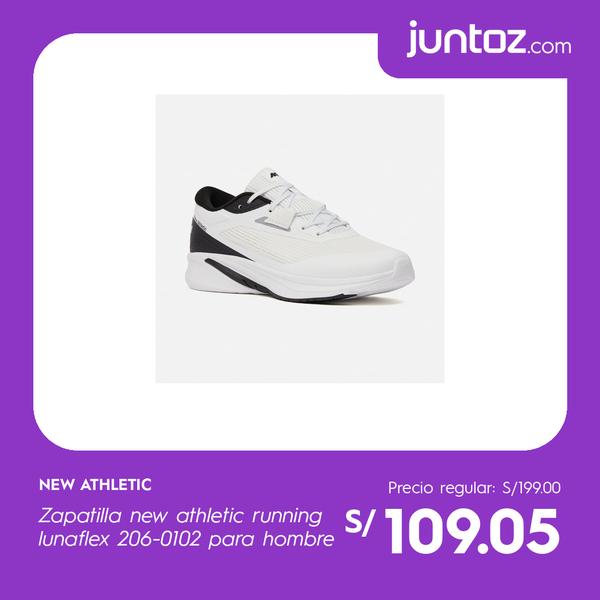 juntoz.com
NEW ATHLETIC
Zapatilla new athletic running
lunaflex 206-0102 para hombre
Precio regular: S/199.00
S/ 109.05